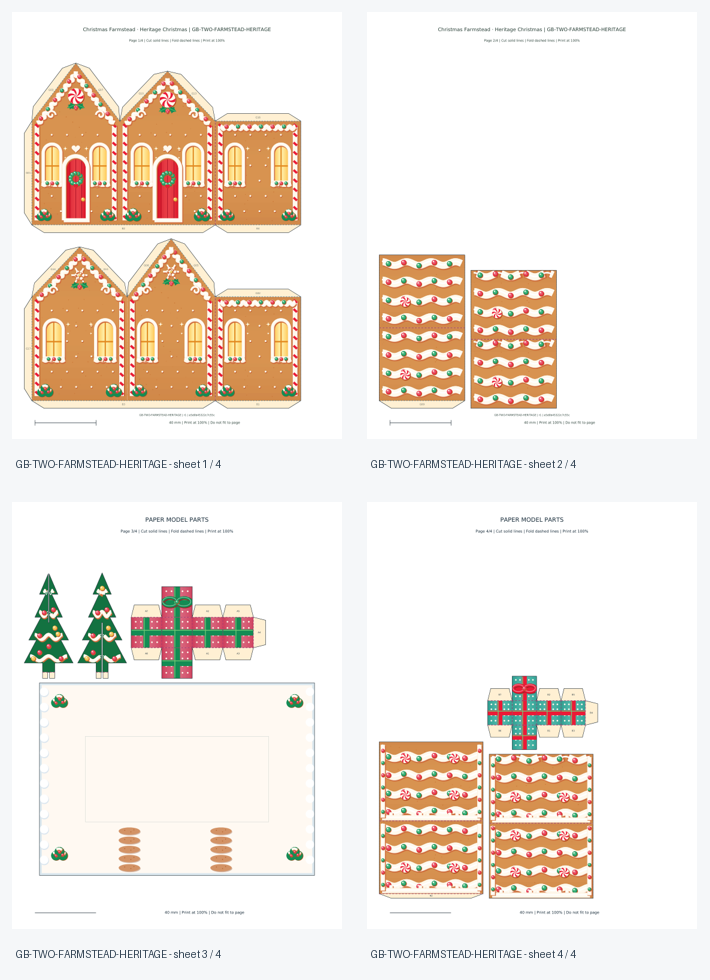 Christmas Farmstead · Heritage Christmas | GB-TWO-FARMSTEAD-HERITAGE
Page 1/4 | Cut solid lines | Fold dashed lines | Print at 100%
40 mm | Print at 100% | Do not fit to page
GB-TWO-FARMSTEAD-HERITAGE - sheet 1 / 4
Christmas Farmstead · Heritage Christmas | GB-TWO-FARMSTEAD-HERITAGE
Page 2/4 | Cut solid lines | Fold dashed lines | Print at 100%
40 mm | Print at 100% | Do not fit to page
GB-TWO-FARMSTEAD-HERITAGE - sheet 2 / 4
PAPER MODEL PARTS
Page 3/4 | Cut solid lines | Fold dashed lines | Print at 100%
40 mm | Print at 100% | Do not fit to page
GB-TWO-FARMSTEAD-HERITAGE - sheet 3 / 4
PAPER MODEL PARTS
Page 4/4 | Cut solid lines | Fold dashed lines | Print at 100%
40 mm | Print at 100% | Do not fit to page
GB-TWO-FARMSTEAD-HERITAGE - sheet 4 / 4